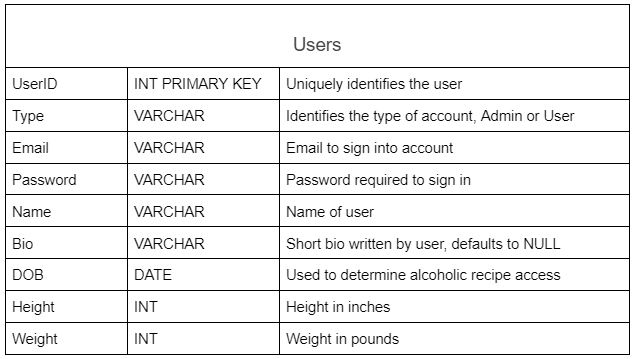 Users
UserID INT PRIMARY KEY Uniquely identifies the user
Type VARCHAR Identifies the type of account, Admin or User
Email VARCHAR Email to sign into account
Password VARCHAR Password required to sign in
Name VARCHAR Name of user
Bio VARCHAR Short bio written by user, defaults to NULL
DOB DATE Used to determine alcoholic recipe access
Height INT Height in inches
Weight INT Weight in pounds